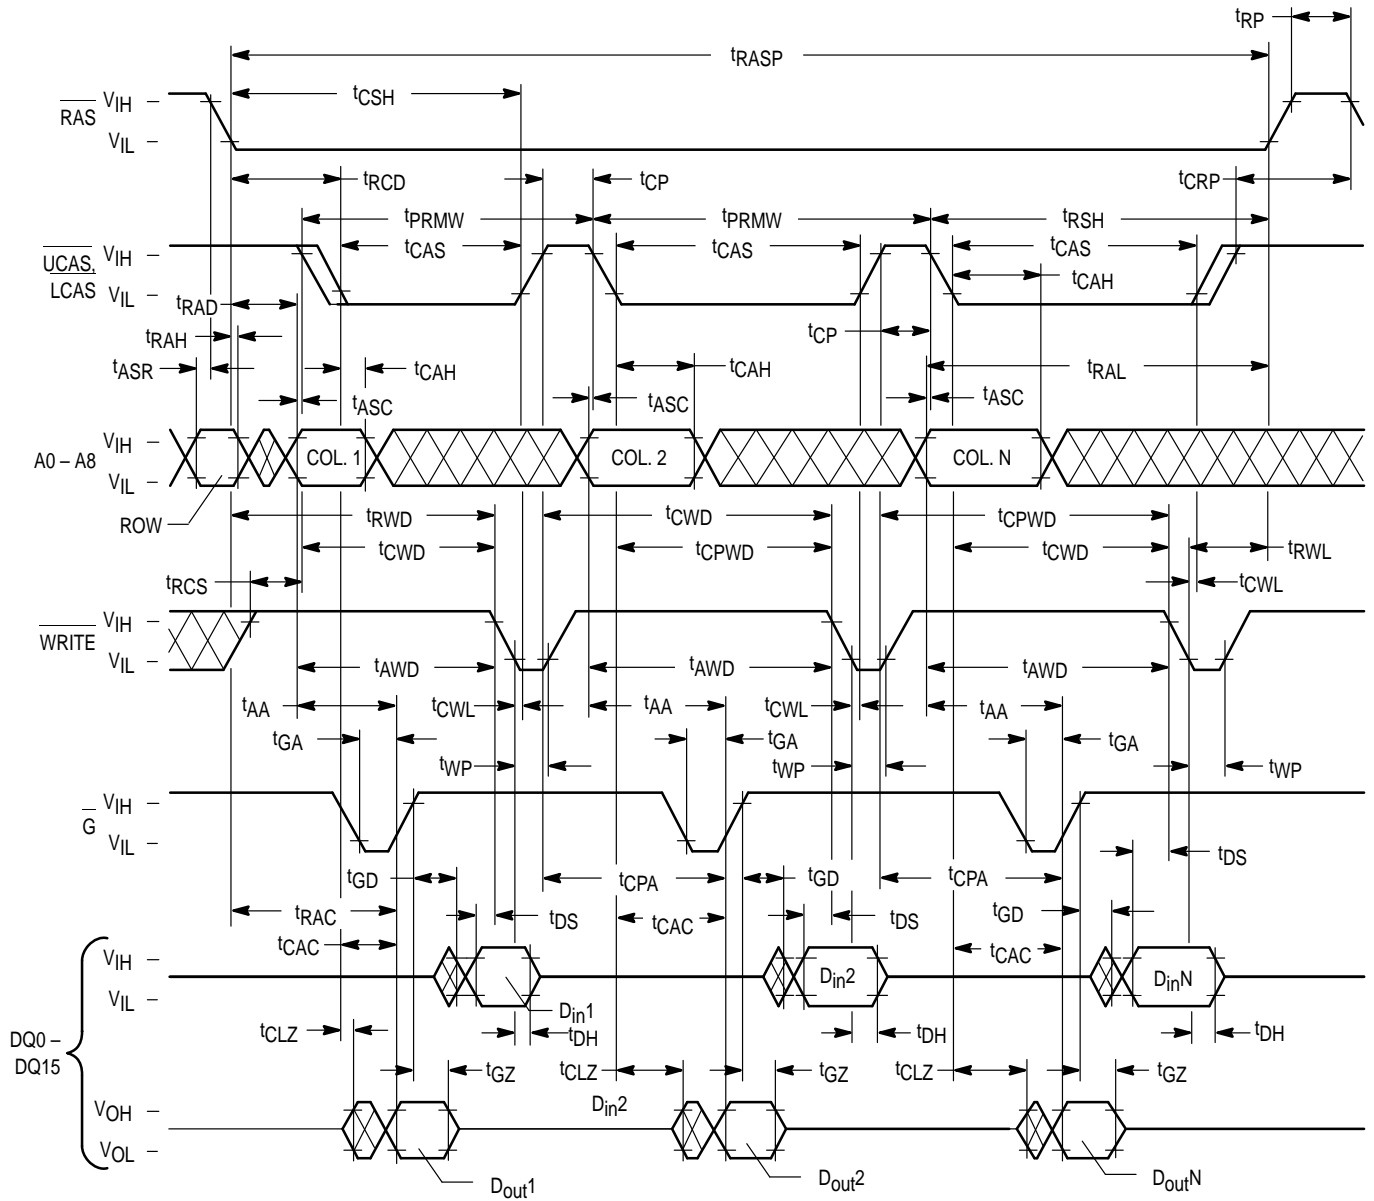 tRP
tRASP
tCSH
RAS VIH
VIL
tRCD tCP tCRP
tPRMW tPRMW tRSH
UCAS, LCAS VIH tCAS tCAS tCAS
tCAH
VIL
tRAD
tRAH tCP
tASR tCAH tCAH tRAL
tASC tASC tASC
A0 – A8 VIH
COL. 1 COL. 2 COL. N
VIL
ROW tRWD tCWD tCPWD
tCWD tCPWD tCWD tRWL
tRCS tCWL
WRITE VIH
VIL
tAWD tAWD tAWD
tAA tCWL tAA tCWL tAA
tGA tGA tGA
tWP tWP tWP
G VIH
VIL
tDS
tGD tCPA tGD tCPA
tRAC tDS tCAC tDS tGD
tCAC tCAC
VIH
Din2 DinN
VIL Din1
tCLZ tDH tDH tDH
DQ0 – DQ15
tGZ tCLZ tGZ tCLZ tGZ
VOH Din2
VOL
Dout1 Dout2 DoutN